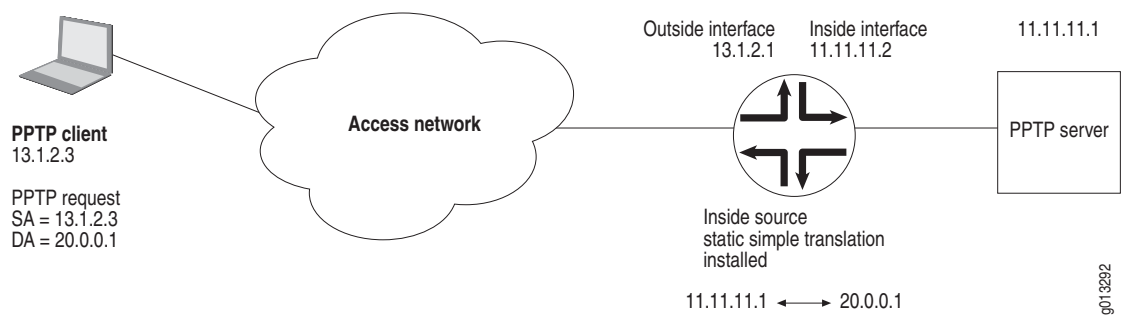 Outside interface
13.1.2.1
Inside interface
11.11.11.2
11.11.11.1
Access network
PPTP server
PPTP client
13.1.2.3
PPTP request
SA = 13.1.2.3
DA = 20.0.0.1
Inside source
static simple translation
installed
11.11.11.1 ↔ 20.0.0.1
g013292